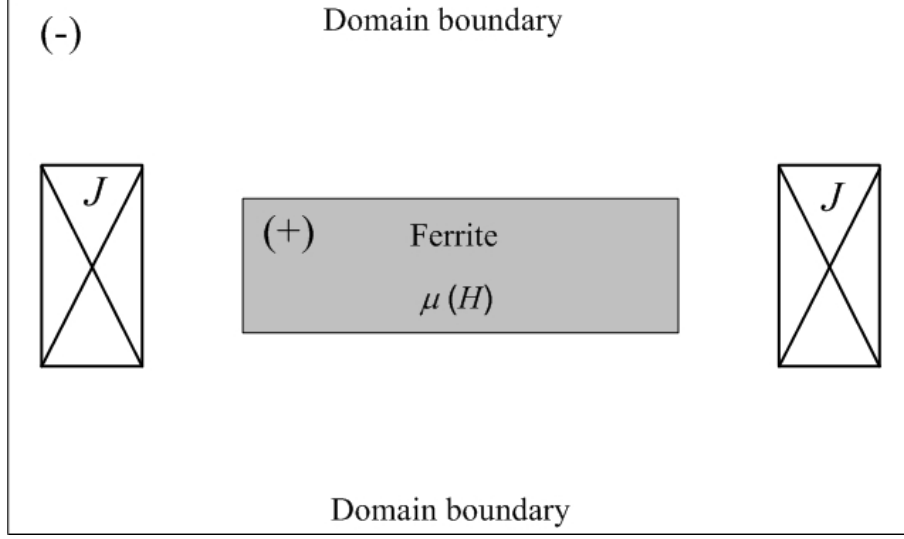 (-)
Domain boundary
J
J
(+)
Ferrite
μ (H)
Domain boundary